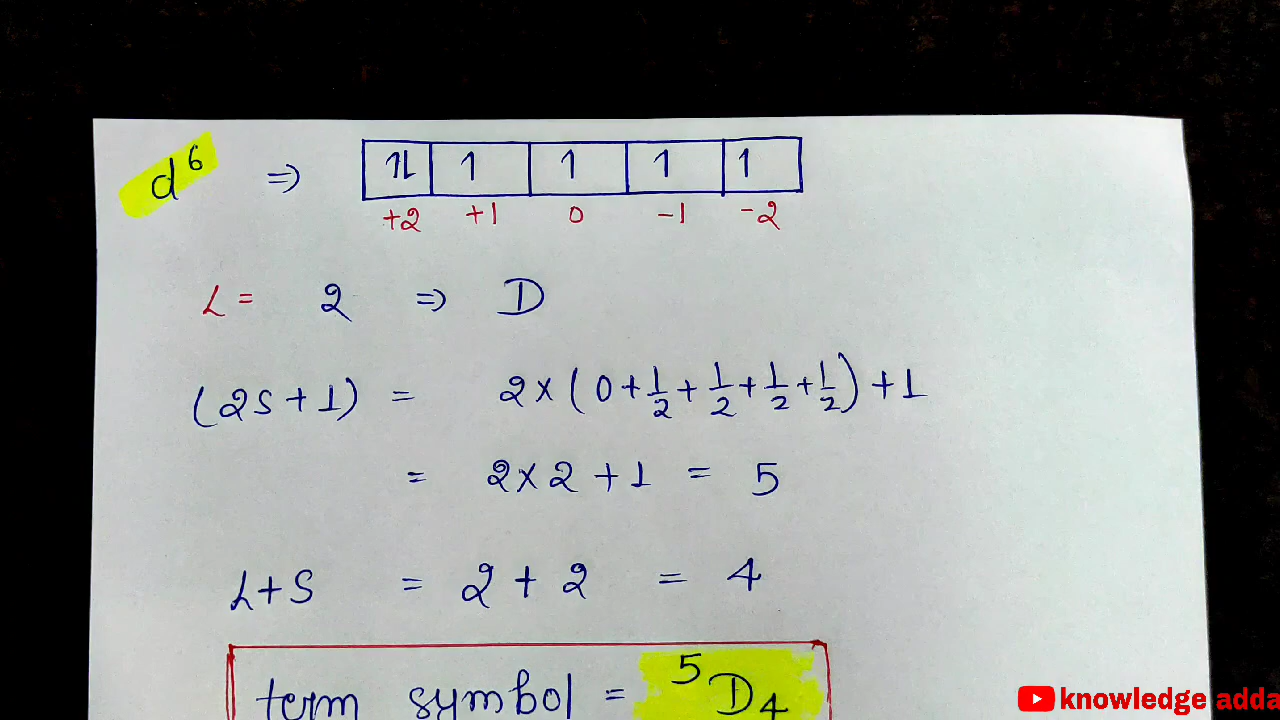 d⁶ ⇒ 1L 1 1 1 1
+2 +1 0 -1 -2
L = 2 ⇒ D
(2S+1) = 2×(0+1/2+1/2+1/2+1/2)+1
= 2×2+1 = 5
L+S = 2+2 = 4
term symbol = ⁵D₄
knowledge adda